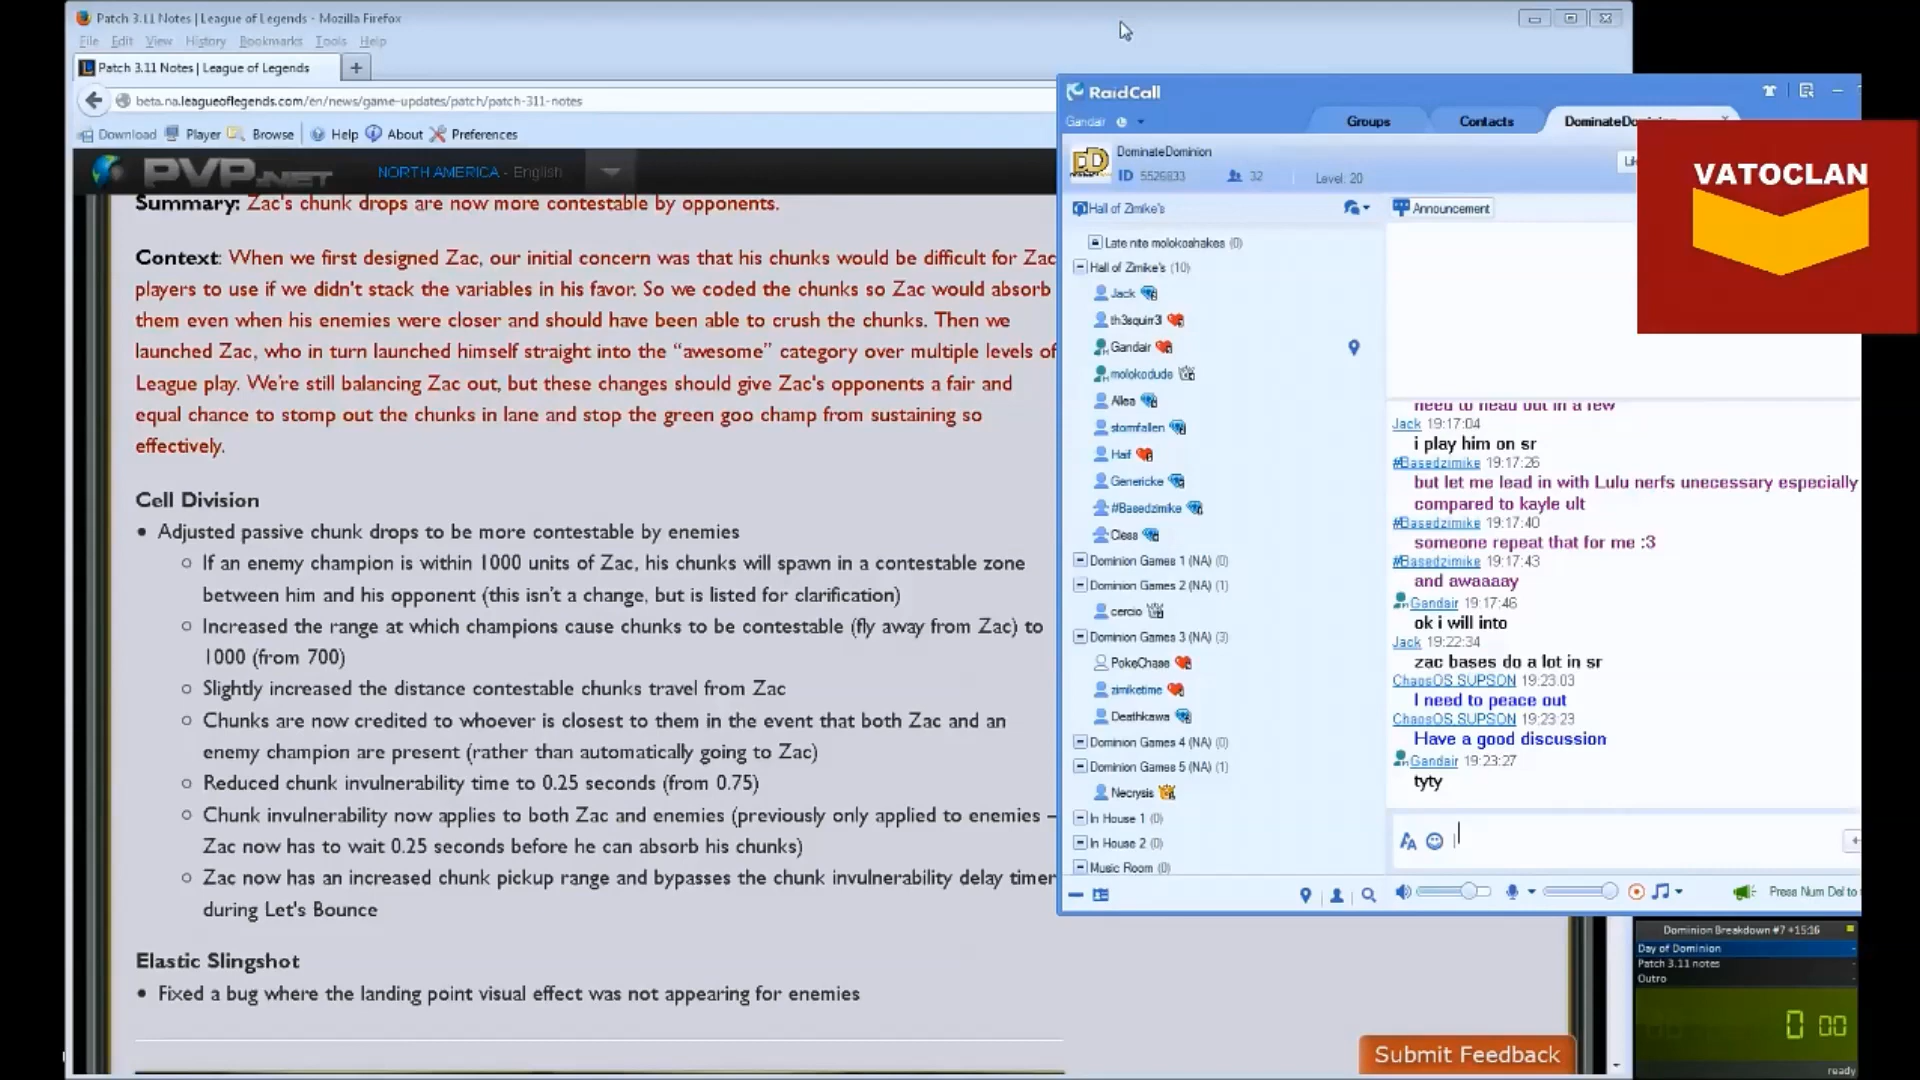 Patch 3.11 Notes | League of Legends - Mozilla Firefox
File Edit View History Bookmarks Tools Help
Patch 3.11 Notes | League of Legends
beta.na.leagueoflegends.com/en/news/game-updates/patch/patch-311-notes
Download Player Browse Help About Preferences
PVP.NET NORTH AMERICA - English
Summary: Zac's chunk drops are now more contestable by opponents.
Context: When we first designed Zac, our initial concern was that his chunks would be difficult for Zac
players to use if we didn't stack the variables in his favor. So we coded the chunks so Zac would absorb
them even when his enemies were closer and should have been able to crush the chunks. Then we
launched Zac, who in turn launched himself straight into the “awesome” category over multiple levels of
League play. We're still balancing Zac out, but these changes should give Zac's opponents a fair and
equal chance to stomp out the chunks in lane and stop the green goo champ from sustaining so
effectively.
Cell Division
• Adjusted passive chunk drops to be more contestable by enemies
○ If an enemy champion is within 1000 units of Zac, his chunks will spawn in a contestable zone
between him and his opponent (this isn't a change, but is listed for clarification)
○ Increased the range at which champions cause chunks to be contestable (fly away from Zac) to
1000 (from 700)
○ Slightly increased the distance contestable chunks travel from Zac
○ Chunks are now credited to whoever is closest to them in the event that both Zac and an
enemy champion are present (rather than automatically going to Zac)
○ Reduced chunk invulnerability time to 0.25 seconds (from 0.75)
○ Chunk invulnerability now applies to both Zac and enemies (previously only applied to enemies –
Zac now has to wait 0.25 seconds before he can absorb his chunks)
○ Zac now has an increased chunk pickup range and bypasses the chunk invulnerability delay timer
during Let's Bounce
Elastic Slingshot
• Fixed a bug where the landing point visual effect was not appearing for enemies
Submit Feedback
RaidCall
Gandair
Groups Contacts DominateDominion
DominateDominion
ID 5526833 32 Level: 20
Hall of Zimike's
Late nite molokoshakes (0)
Hall of Zimike's (10)
Jack
th3squirr3l
Gandair
molokodude
Allea
stormfallen
Haif
Genericke
#Basedzimike
Cless
Dominion Games 1 (NA) (0)
Dominion Games 2 (NA) (1)
cercio
Dominion Games 3 (NA) (3)
PokeChase
zimiketime
Deathkawa
Dominion Games 4 (NA) (0)
Dominion Games 5 (NA) (1)
Necrysis
In House 1 (0)
In House 2 (0)
Music Room (0)
Announcement
need to head out in a few
Jack 19:17:04
i play him on sr
#Basedzimike 19:17:26
but let me lead in with Lulu nerfs unecessary especially
compared to kayle ult
#Basedzimike 19:17:40
someone repeat that for me :3
#Basedzimike 19:17:43
and awaaaay
Gandair 19:17:46
ok i will into
Jack 19:22:34
zac bases do a lot in sr
ChaosOS SUPSON 19:23:03
I need to peace out
ChaosOS SUPSON 19:23:23
Have a good discussion
Gandair 19:23:27
tyty
Press Num Del to
VATOCLAN
Dominion Breakdown #7 +15:16
Day of Dominion
Patch 3.11 notes
Outro
0 00
ready